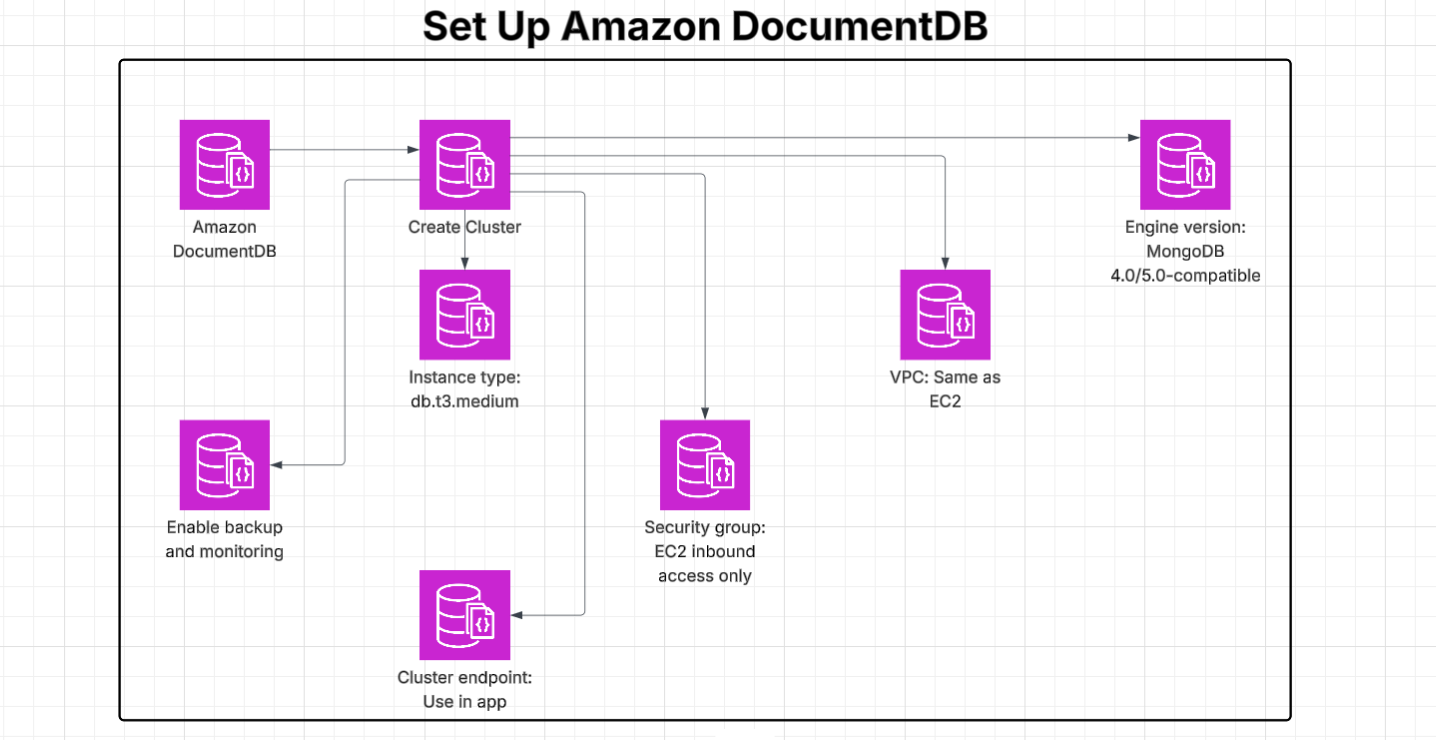 Set Up Amazon DocumentDB
Amazon
DocumentDB
Create Cluster
Engine version:
MongoDB
4.0/5.0-compatible
Instance type:
db.t3.medium
VPC: Same as
EC2
Enable backup
and monitoring
Security group:
EC2 inbound
access only
Cluster endpoint:
Use in app